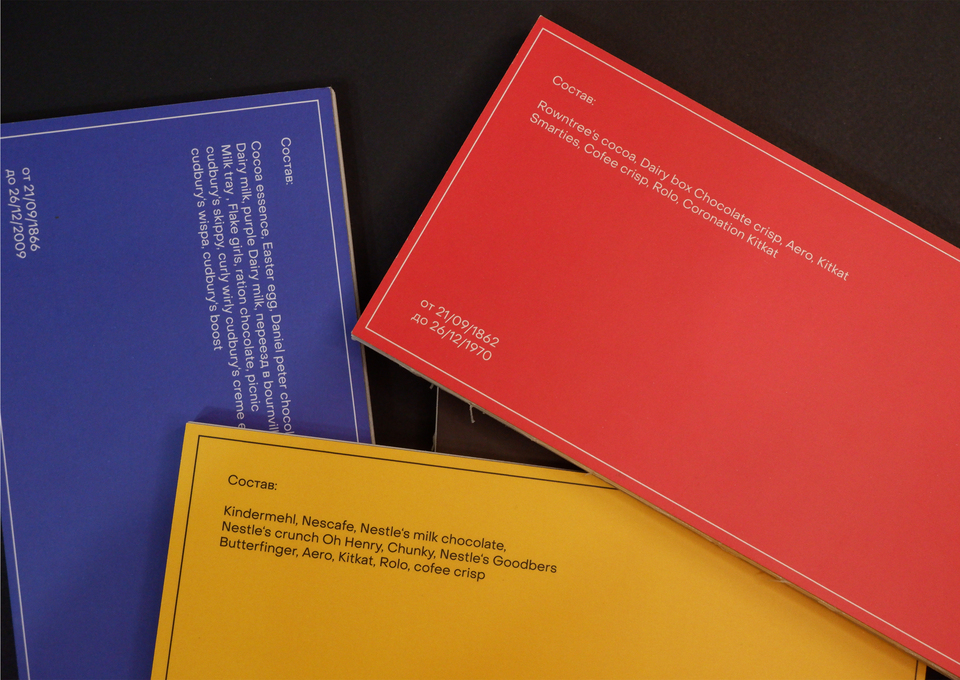 Состав:
Cocoa essence, Easter egg, Daniel peter chocol
Dairy milk, purple Dairy milk, переезд в bournvil
Milk tray , Flake girls, ration chocolate, picnic
cudbury's skippy, curly wirly cudbury's creme e
cudbury's wispa, cudbury's boost
от 21/09/1866
до 26/12/2009
Состав:
Rowntree's cocoa, Dairy box Chocolate crisp, Aero, Kitkat
Smarties, Cofee crisp, Rolo, Coronation Kitkat
от 21/09/1862
до 26/12/1970
Состав:
Kindermehl, Nescafe, Nestle's milk chocolate,
Nestle's crunch Oh Henry, Chunky, Nestle's Goodbers
Butterfinger, Aero, Kitkat, Rolo, cofee crisp